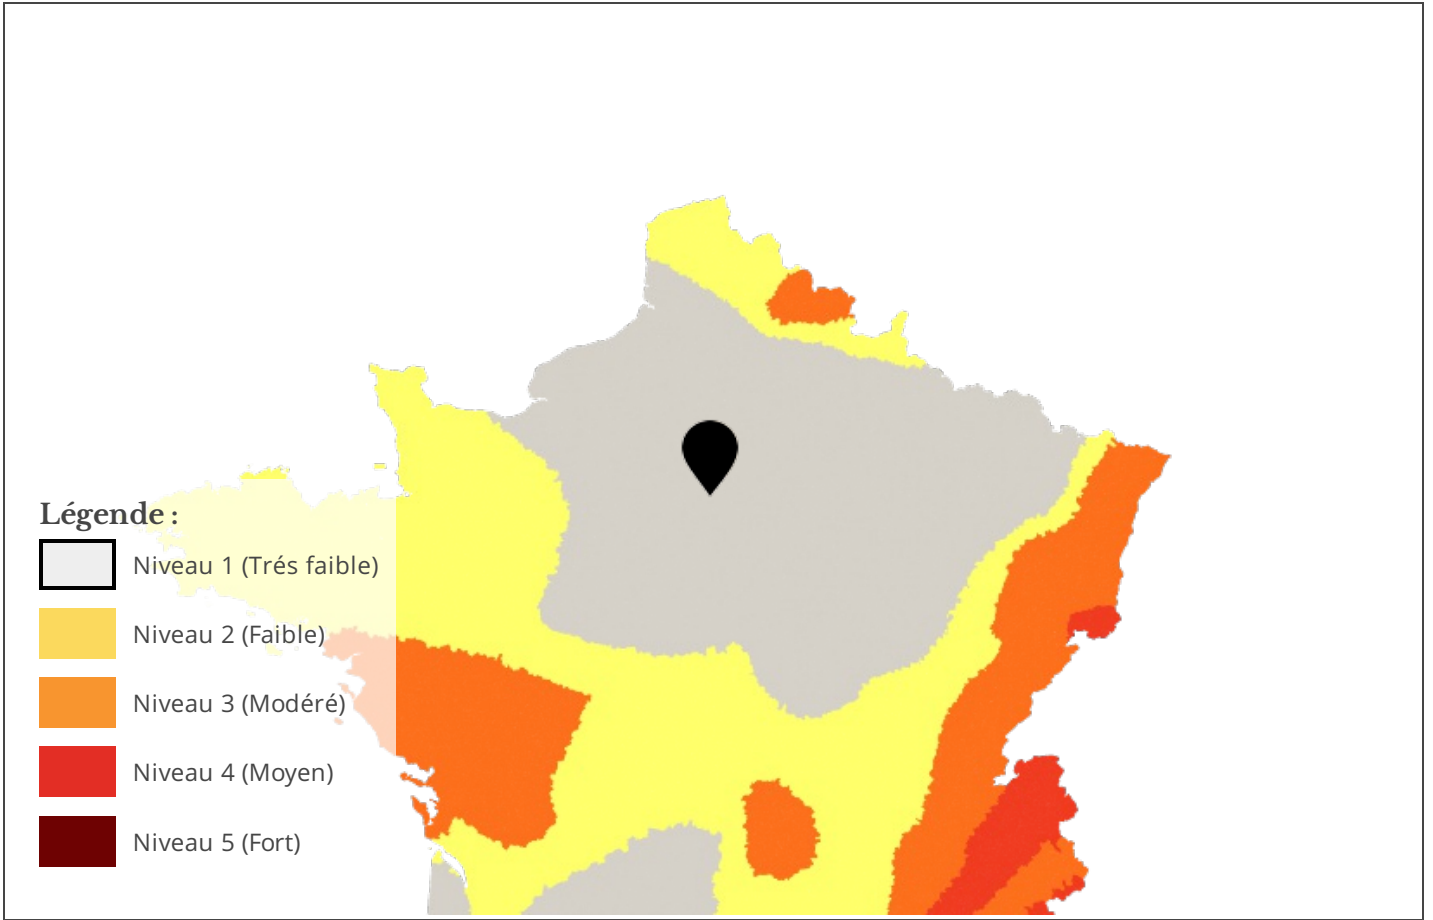 Légende :
Niveau 1 (Trés faible)
Niveau 2 (Faible)
Niveau 3 (Modéré)
Niveau 4 (Moyen)
Niveau 5 (Fort)